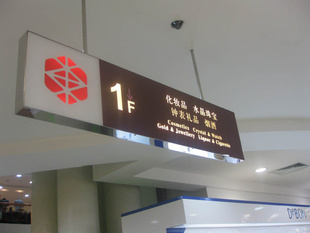 1F
化妆品 水晶珠宝
钟表礼品 烟酒
Cosmetics Crystal & Watch
Gold & Jewellery Liquor & Cigarette